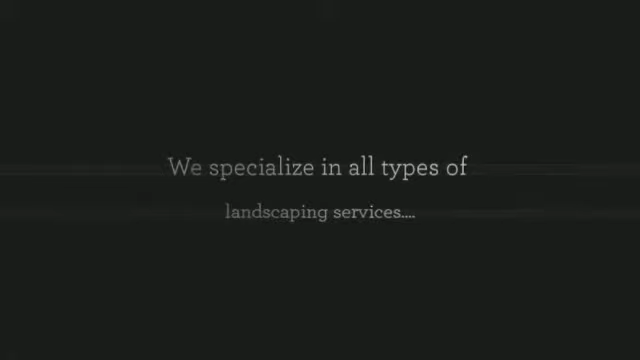 We specialize in all types of
landscaping services....